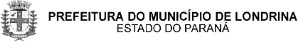 PREFEITURA DO MUNICÍPIO DE LONDRINA
ESTADO DO PARANÁ